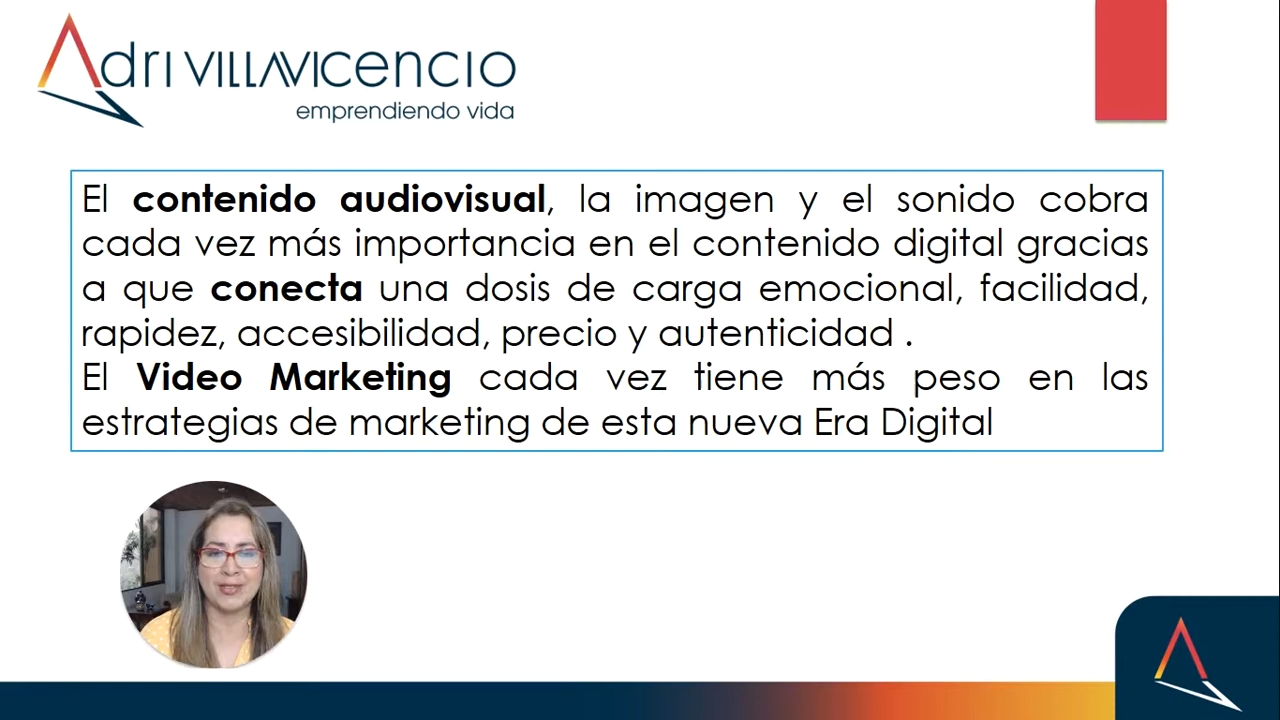 Adri VILLAVICENCIO
emprendiendo vida
El contenido audiovisual, la imagen y el sonido cobra
cada vez más importancia en el contenido digital gracias
a que conecta una dosis de carga emocional, facilidad,
rapidez, accesibilidad, precio y autenticidad .
El Video Marketing cada vez tiene más peso en las
estrategias de marketing de esta nueva Era Digital